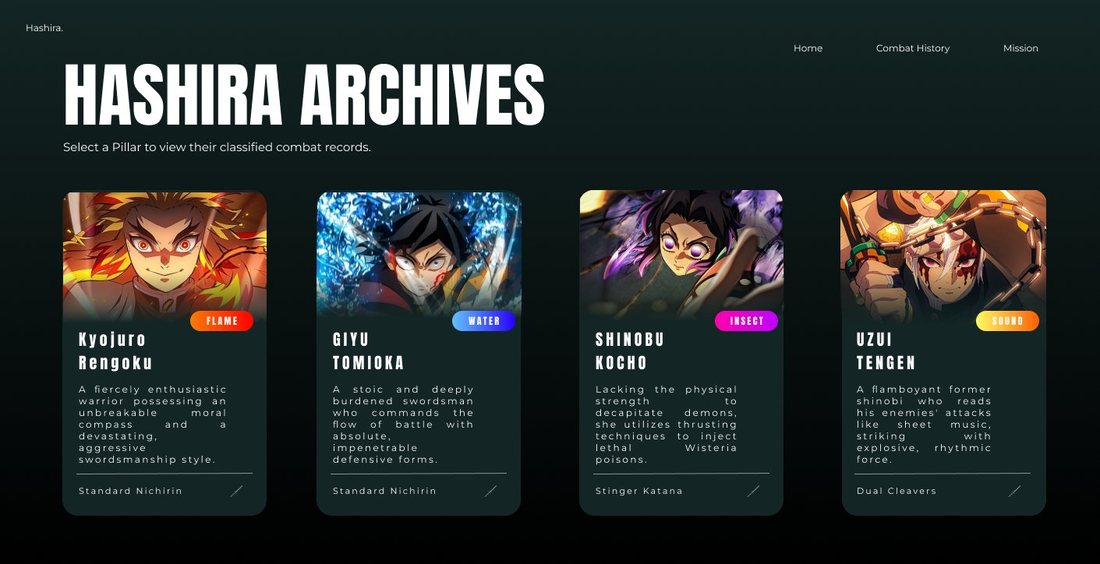 Hashira.
Home
Combat History
Mission
HASHIRA ARCHIVES
Select a Pillar to view their classified combat records.
FLAME
Kyojuro
Rengoku
A fiercely enthusiastic
warrior possessing an
unbreakable moral
compass and a
devastating,
aggressive
swordsmanship style.
Standard Nichirin
WATER
GIYU
TOMIOKA
A stoic and deeply
burdened swordsman
who commands the
flow of battle with
absolute,
impenetrable
defensive forms.
Standard Nichirin
INSECT
SHINOBU
KOCHO
Lacking the physical
strength to
decapitate demons,
she utilizes thrusting
techniques to inject
lethal Wisteria
poisons.
Stinger Katana
SOUND
UZUI
TENGEN
A flamboyant former
shinobi who reads
his enemies' attacks
like sheet music,
striking with
explosive, rhythmic
force.
Dual Cleavers